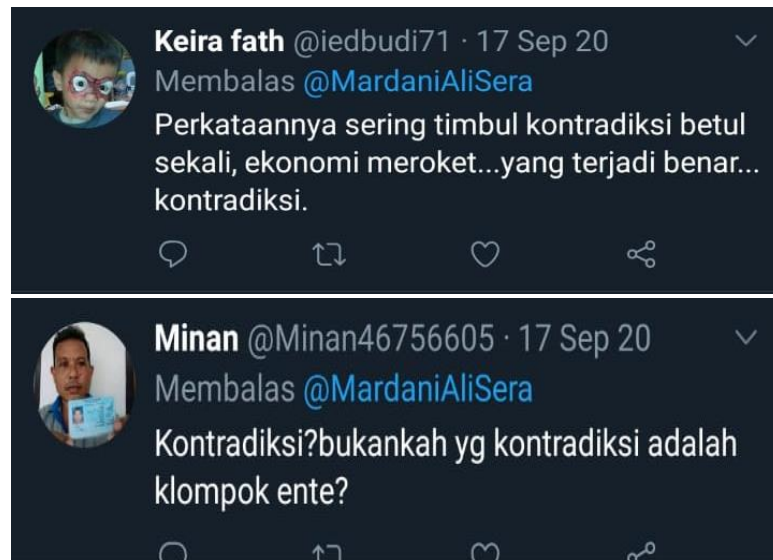 Keira fath @iedbudi71 · 17 Sep 20
Membalas @MardaniAliSera
Perkataannya sering timbul kontradiksi betul
sekali, ekonomi meroket...yang terjadi benar...
kontradiksi.
Minan @Minan46756605 · 17 Sep 20
Membalas @MardaniAliSera
Kontradiksi?bukankah yg kontradiksi adalah
klompok ente?